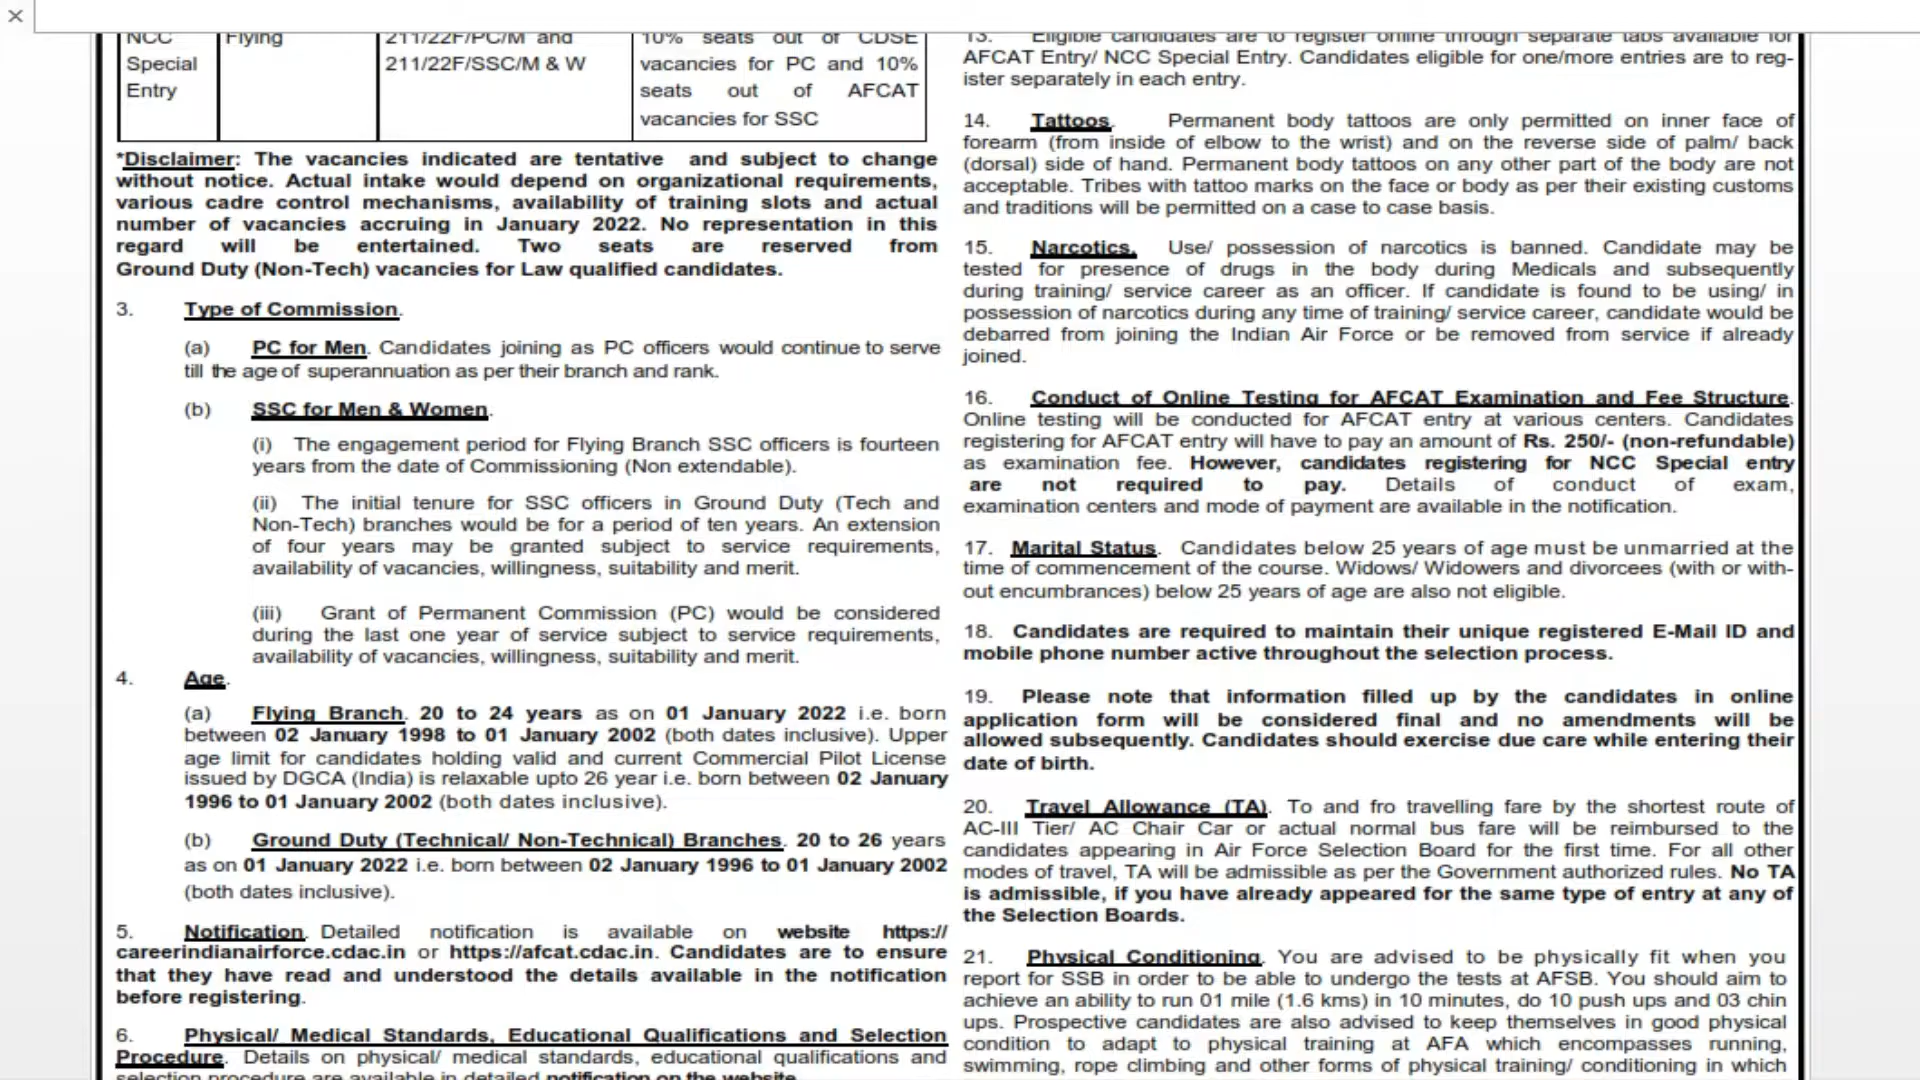 NCC Flying 211/22F/PC/M and 10% seats out of CDSE
Special 211/22F/SSC/M & W vacancies for PC and 10%
Entry seats out of AFCAT
vacancies for SSC
*Disclaimer: The vacancies indicated are tentative and subject to change
without notice. Actual intake would depend on organizational requirements,
various cadre control mechanisms, availability of training slots and actual
number of vacancies accruing in January 2022. No representation in this
regard will be entertained. Two seats are reserved from
Ground Duty (Non-Tech) vacancies for Law qualified candidates.
3. Type of Commission.
(a) PC for Men. Candidates joining as PC officers would continue to serve
till the age of superannuation as per their branch and rank.
(b) SSC for Men & Women.
(i) The engagement period for Flying Branch SSC officers is fourteen
years from the date of Commissioning (Non extendable).
(ii) The initial tenure for SSC officers in Ground Duty (Tech and
Non-Tech) branches would be for a period of ten years. An extension
of four years may be granted subject to service requirements,
availability of vacancies, willingness, suitability and merit.
(iii) Grant of Permanent Commission (PC) would be considered
during the last one year of service subject to service requirements,
availability of vacancies, willingness, suitability and merit.
4. Age.
(a) Flying Branch. 20 to 24 years as on 01 January 2022 i.e. born
between 02 January 1998 to 01 January 2002 (both dates inclusive). Upper
age limit for candidates holding valid and current Commercial Pilot License
issued by DGCA (India) is relaxable upto 26 year i.e. born between 02 January
1996 to 01 January 2002 (both dates inclusive).
(b) Ground Duty (Technical/ Non-Technical) Branches. 20 to 26 years
as on 01 January 2022 i.e. born between 02 January 1996 to 01 January 2002
(both dates inclusive).
5. Notification. Detailed notification is available on website https://
careerindianairforce.cdac.in or https://afcat.cdac.in. Candidates are to ensure
that they have read and understood the details available in the notification
before registering.
6. Physical/ Medical Standards, Educational Qualifications and Selection
Procedure. Details on physical/ medical standards, educational qualifications and
selection procedure are available in detailed notification on the website.
13. Eligible candidates are to register online through separate tabs available for
AFCAT Entry/ NCC Special Entry. Candidates eligible for one/more entries are to reg-
ister separately in each entry.
14. Tattoos. Permanent body tattoos are only permitted on inner face of
forearm (from inside of elbow to the wrist) and on the reverse side of palm/ back
(dorsal) side of hand. Permanent body tattoos on any other part of the body are not
acceptable. Tribes with tattoo marks on the face or body as per their existing customs
and traditions will be permitted on a case to case basis.
15. Narcotics. Use/ possession of narcotics is banned. Candidate may be
tested for presence of drugs in the body during Medicals and subsequently
during training/ service career as an officer. If candidate is found to be using/ in
possession of narcotics during any time of training/ service career, candidate would be
debarred from joining the Indian Air Force or be removed from service if already
joined.
16. Conduct of Online Testing for AFCAT Examination and Fee Structure.
Online testing will be conducted for AFCAT entry at various centers. Candidates
registering for AFCAT entry will have to pay an amount of Rs. 250/- (non-refundable)
as examination fee. However, candidates registering for NCC Special entry
are not required to pay. Details of conduct of exam,
examination centers and mode of payment are available in the notification.
17. Marital Status. Candidates below 25 years of age must be unmarried at the
time of commencement of the course. Widows/ Widowers and divorcees (with or with-
out encumbrances) below 25 years of age are also not eligible.
18. Candidates are required to maintain their unique registered E-Mail ID and
mobile phone number active throughout the selection process.
19. Please note that information filled up by the candidates in online
application form will be considered final and no amendments will be
allowed subsequently. Candidates should exercise due care while entering their
date of birth.
20. Travel Allowance (TA). To and fro travelling fare by the shortest route of
AC-III Tier/ AC Chair Car or actual normal bus fare will be reimbursed to the
candidates appearing in Air Force Selection Board for the first time. For all other
modes of travel, TA will be admissible as per the Government authorized rules. No TA
is admissible, if you have already appeared for the same type of entry at any of
the Selection Boards.
21. Physical Conditioning. You are advised to be physically fit when you
report for SSB in order to be able to undergo the tests at AFSB. You should aim to
achieve an ability to run 01 mile (1.6 kms) in 10 minutes, do 10 push ups and 03 chin
ups. Prospective candidates are also advised to keep themselves in good physical
condition to adapt to physical training at AFA which encompasses running,
swimming, rope climbing and other forms of physical training/ conditioning in which